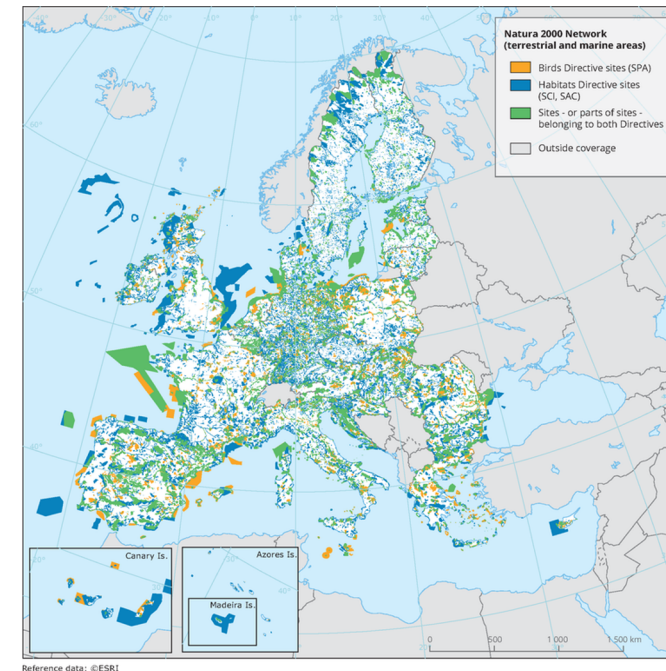 Natura 2000 Network
(terrestrial and marine areas)
Birds Directive sites (SPA)
Habitats Directive sites
(SCI, SAC)
Sites - or parts of sites -
belonging to both Directives
Outside coverage
Canary Is.
Azores Is.
Madeira Is.
0 500 1 000 1 500 km
Reference data: ©ESRI